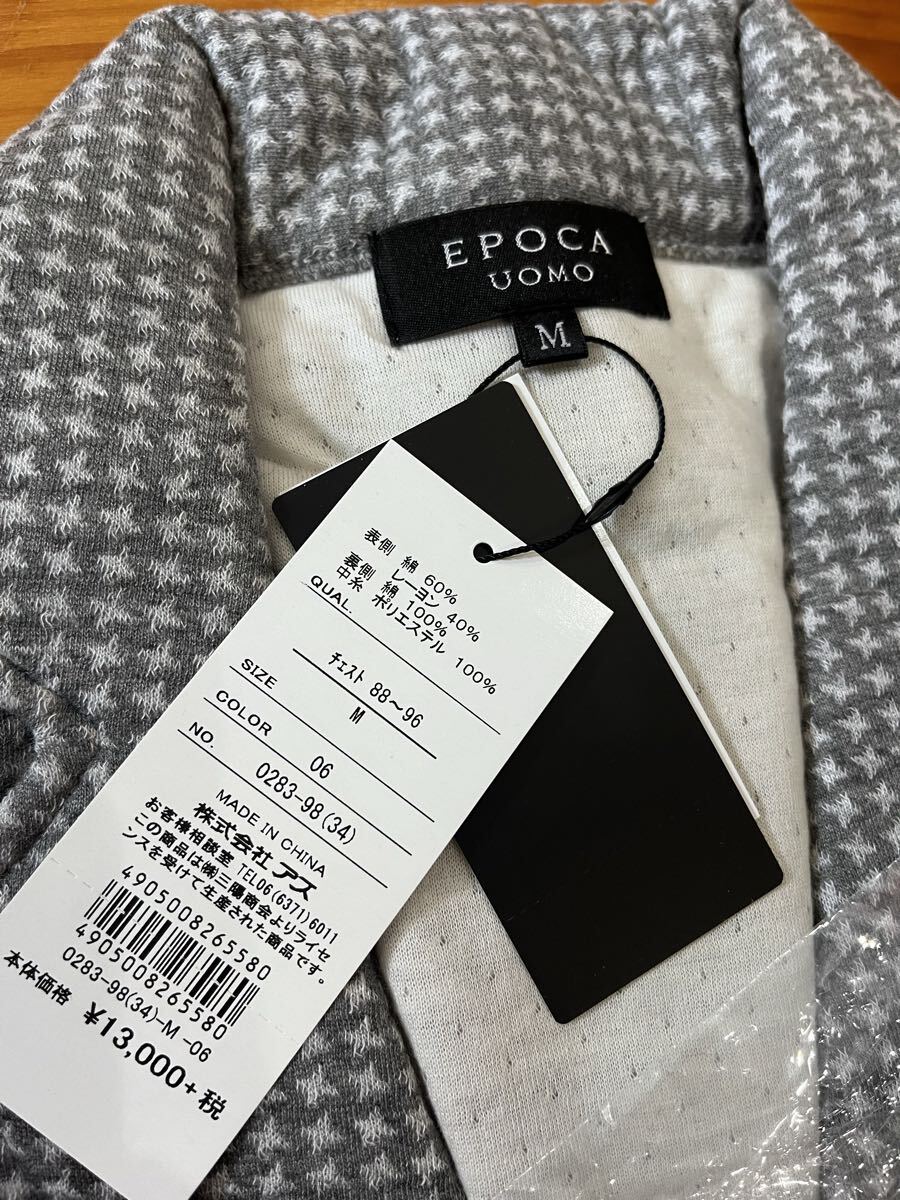 EPOCA
UOMO
M
表側 綿 60%
レーヨン 40%
裏側 綿 100%
中糸 ポリエステル 100%
QUAL.
チェスト 88〜96
SIZE M
COLOR 06
NO. 0283-98(34)
MADE IN CHINA
株式会社 アズ
お客様相談室 TEL06(6371)6011
この商品は㈱三陽商会よりライセ
ンスを受けて生産された商品です。
4905008265580
4905008265580
0283-98(34)-M -06
本体価格 ¥13,000+税